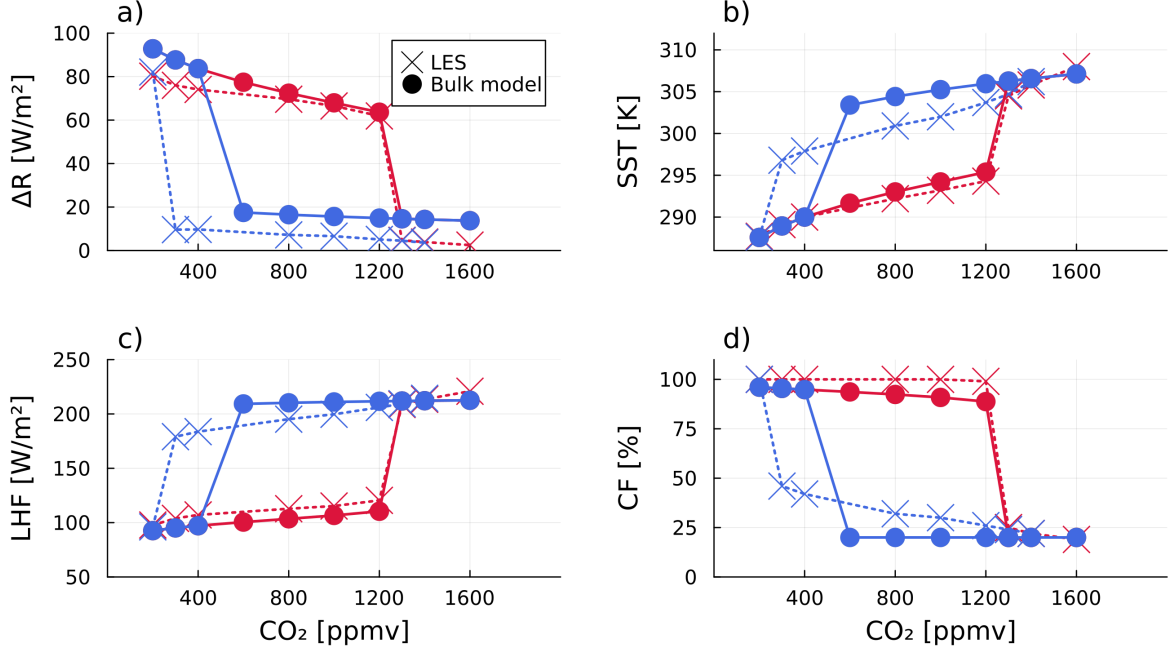 a)
ΔR [W/m²]
100
80
60
40
20
0
LES
Bulk model
400 800 1200 1600
b)
SST [K]
310
305
300
295
290
400 800 1200 1600
c)
LHF [W/m²]
250
200
150
100
50
400 800 1200 1600
CO₂ [ppmv]
d)
CF [%]
100
75
50
25
0
400 800 1200 1600
CO₂ [ppmv]